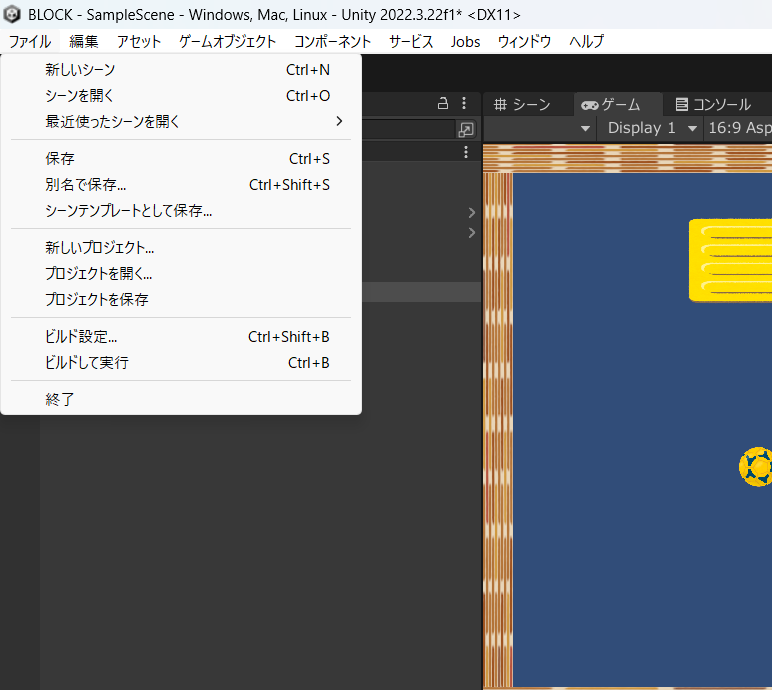 BLOCK - SampleScene - Windows, Mac, Linux - Unity 2022.3.22f1* <DX11>
ファイル 編集 アセット ゲームオブジェクト コンポーネント サービス Jobs ウィンドウ ヘルプ
新しいシーン Ctrl+N
シーンを開く Ctrl+O
最近使ったシーンを開く
保存 Ctrl+S
別名で保存... Ctrl+Shift+S
シーンテンプレートとして保存...
新しいプロジェクト...
プロジェクトを開く...
プロジェクトを保存
ビルド設定... Ctrl+Shift+B
ビルドして実行 Ctrl+B
終了
シーン ゲーム コンソール
Display 1 16:9 Asp